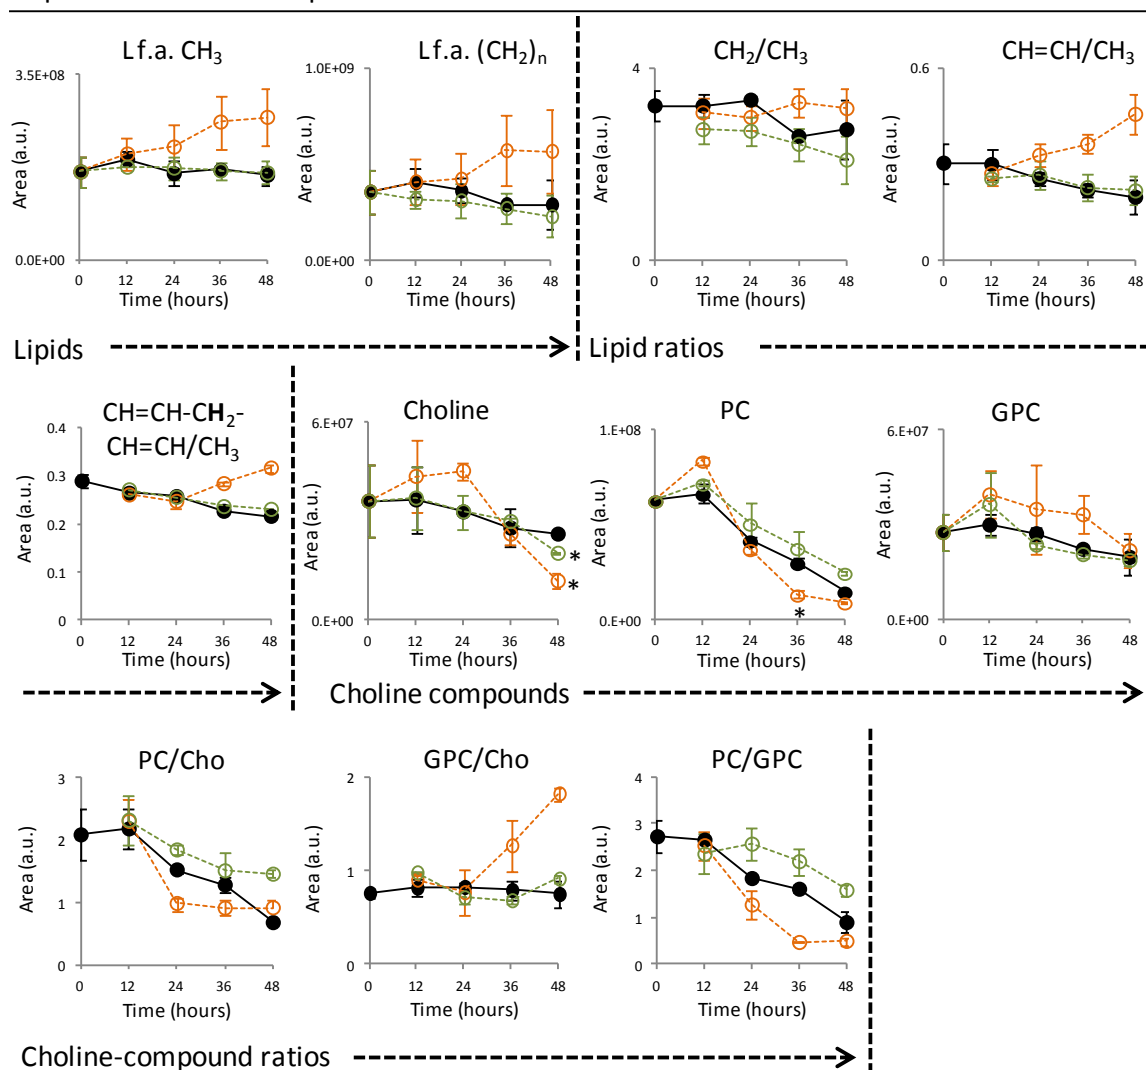 Lf.a. CH3
Lf.a. (CH2)n
CH2/CH3
CH=CH/CH3
3.5E+08
0.0E+00
Area (a.u.)
0 12 24 36 48
Time (hours)
1.0E+09
0.0E+00
Area (a.u.)
0 12 24 36 48
Time (hours)
4
0
Area (a.u.)
0 12 24 36 48
Time (hours)
0.6
0
Area (a.u.)
0 12 24 36 48
Time (hours)
Lipids
Lipid ratios
CH=CH-CH2-
CH=CH/CH3
Choline
PC
GPC
0.4
0.3
0.2
0.1
0
Area (a.u.)
0 12 24 36 48
Time (hours)
6.E+07
0.E+00
Area (a.u.)
*
*
0 12 24 36 48
Time (hours)
1.E+08
0.E+00
Area (a.u.)
*
0 12 24 36 48
Time (hours)
6.E+07
0.E+00
Area (a.u.)
0 12 24 36 48
Time (hours)
Choline compounds
PC/Cho
GPC/Cho
PC/GPC
3
2
1
0
Area (a.u.)
0 12 24 36 48
Time (hours)
2
1
0
Area (a.u.)
0 12 24 36 48
Time (hours)
4
3
2
1
0
Area (a.u.)
0 12 24 36 48
Time (hours)
Choline-compound ratios